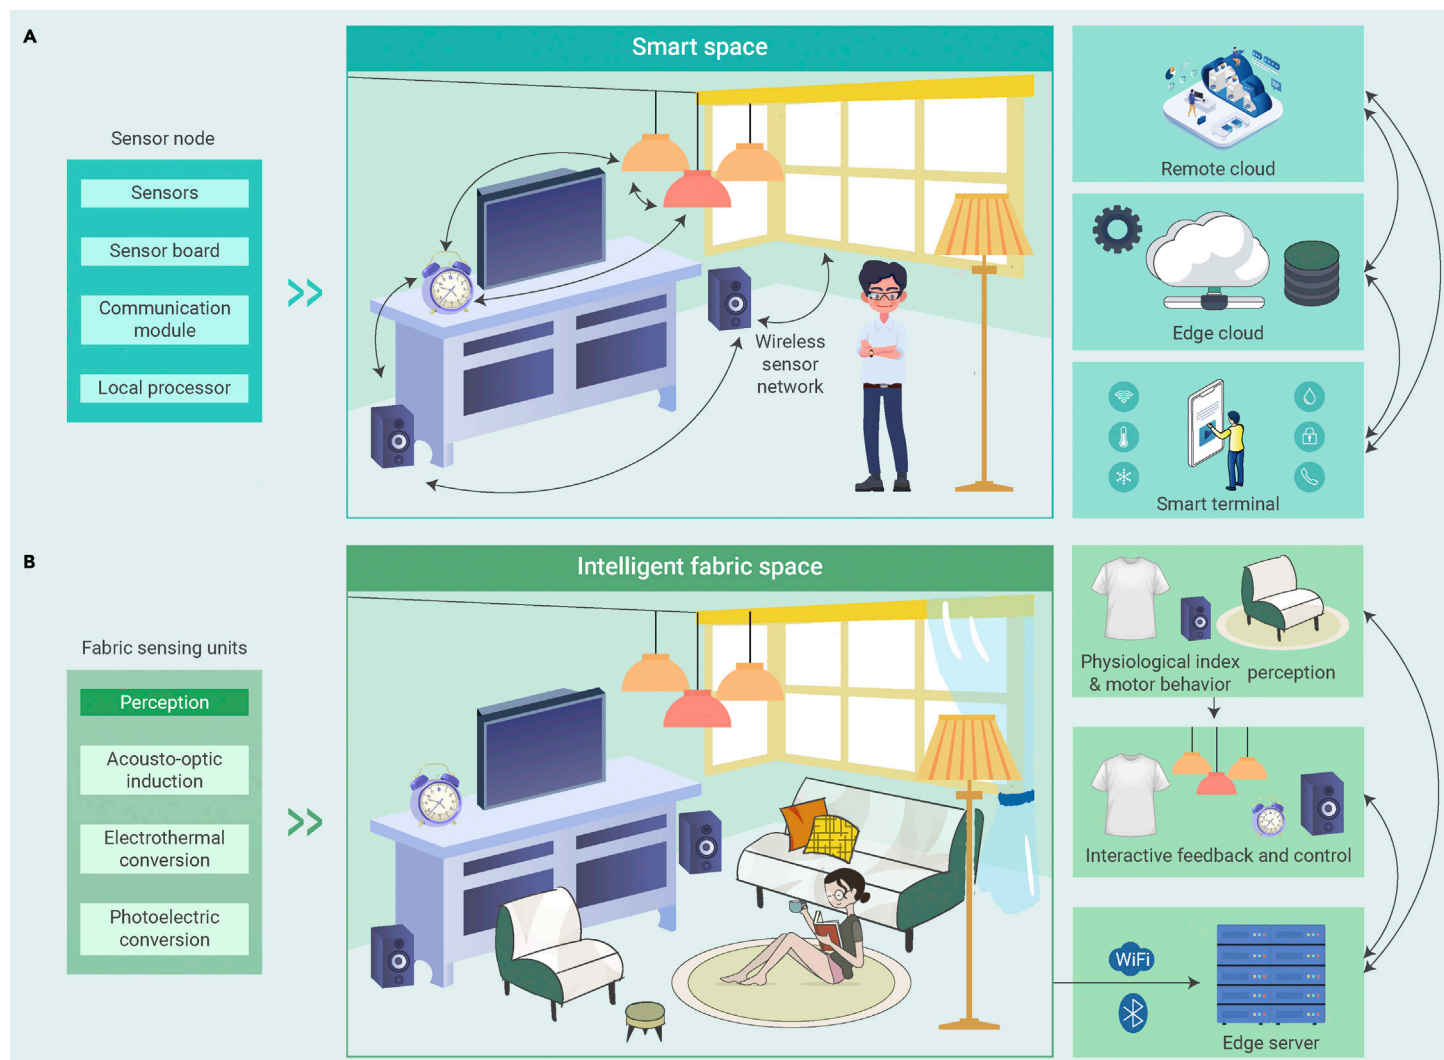 A
Smart space
Sensor node
Sensors
Sensor board
Communication
module
Local processor
Wireless
sensor
network
Remote cloud
Edge cloud
Smart terminal
B
Intelligent fabric space
Fabric sensing units
Perception
Acousto-optic
induction
Electrothermal
conversion
Photoelectric
conversion
Physiological index
& motor behavior
perception
Interactive feedback and control
WiFi
Edge server